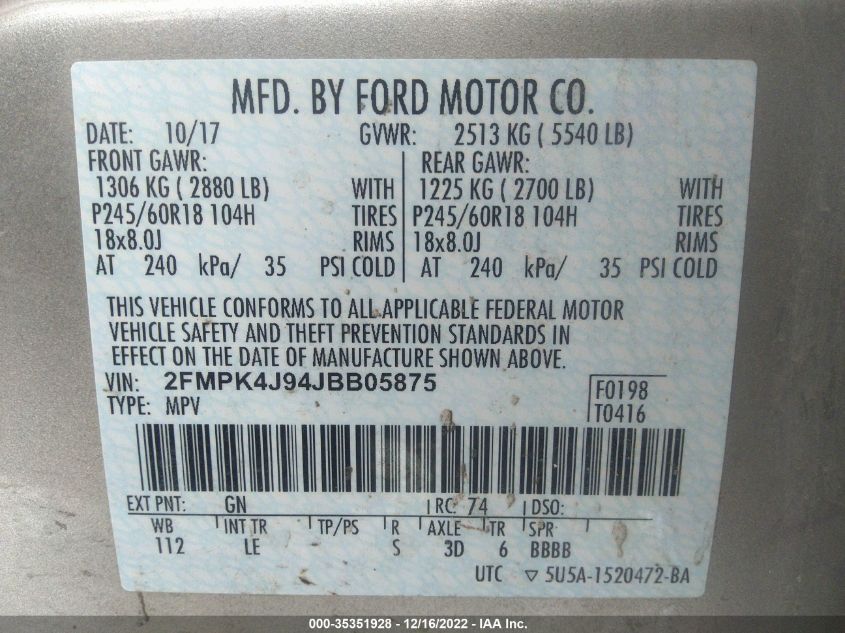 MFD. BY FORD MOTOR CO.
DATE: 10/17 GVWR: 2513 KG ( 5540 LB)
FRONT GAWR: REAR GAWR:
1306 KG ( 2880 LB) WITH 1225 KG ( 2700 LB) WITH
P245/60R18 104H TIRES P245/60R18 104H TIRES
18x8.0J RIMS 18x8.0J RIMS
AT 240 kPa/ 35 PSI COLD AT 240 kPa/ 35 PSI COLD
THIS VEHICLE CONFORMS TO ALL APPLICABLE FEDERAL MOTOR
VEHICLE SAFETY AND THEFT PREVENTION STANDARDS IN
EFFECT ON THE DATE OF MANUFACTURE SHOWN ABOVE.
VIN: 2FMPK4J94JBB05875 F0198
TYPE: MPV T0416
EXT PNT: GN RC: 74 DSO:
WB INT TR TP/PS R AXLE TR SPR
112 LE S 3D 6 BBBB
UTC ▽ 5U5A-1520472-BA
000-35351928 - 12/16/2022 - IAA Inc.